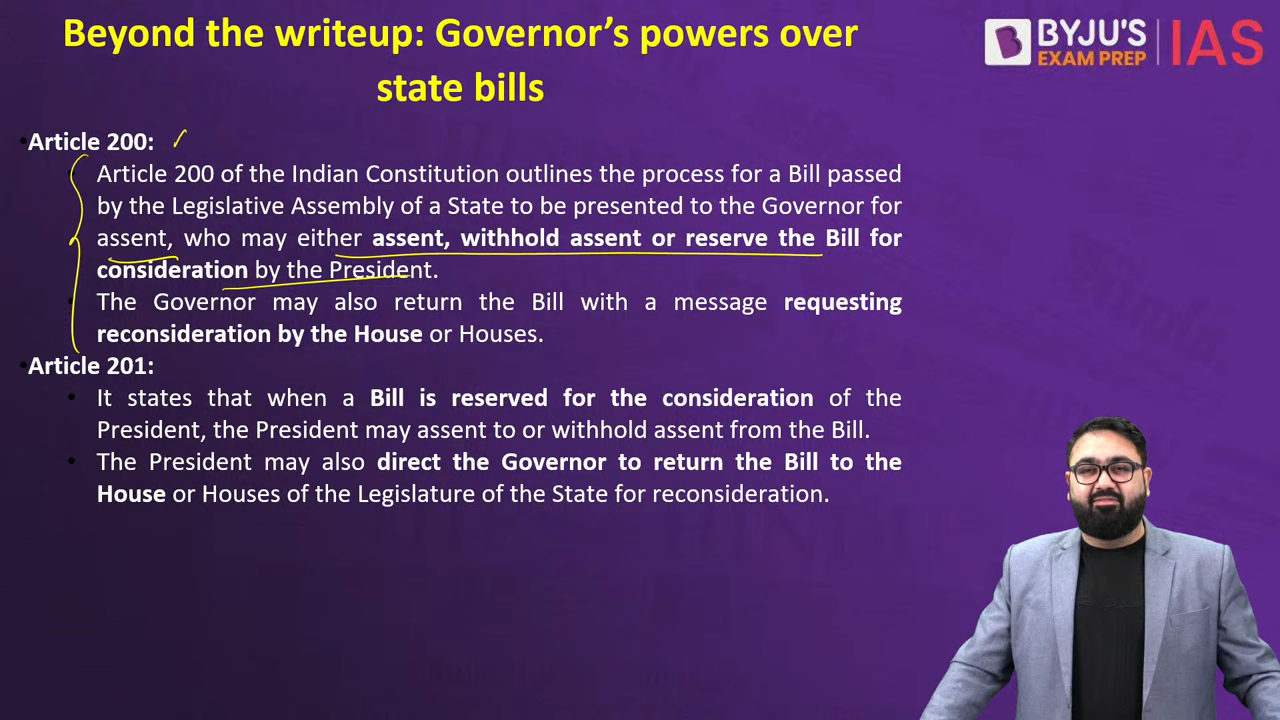 Beyond the writeup: Governor's powers over
state bills
BYJU'S
EXAM PREP
IAS
Article 200:
Article 200 of the Indian Constitution outlines the process for a Bill passed
by the Legislative Assembly of a State to be presented to the Governor for
assent, who may either assent, withhold assent or reserve the Bill for
consideration by the President.
The Governor may also return the Bill with a message requesting
reconsideration by the House or Houses.
Article 201:
It states that when a Bill is reserved for the consideration of the
President, the President may assent to or withhold assent from the Bill.
The President may also direct the Governor to return the Bill to the
House or Houses of the Legislature of the State for reconsideration.